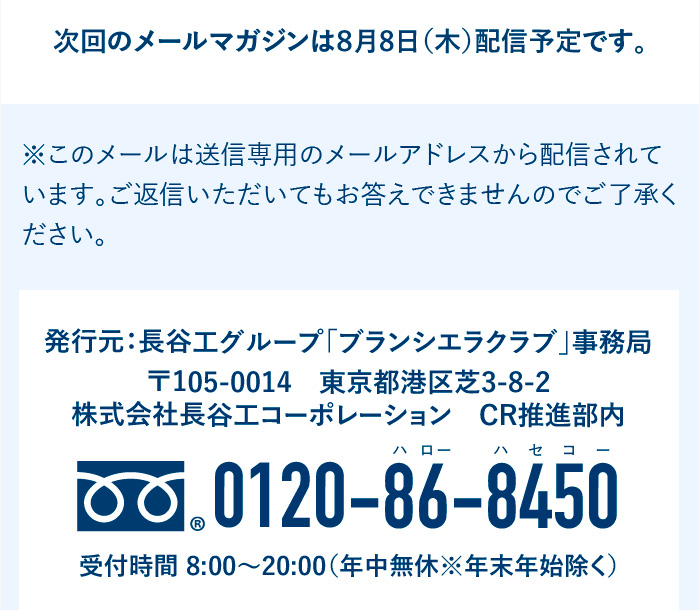 次回のメールマガジンは8月8日（木）配信予定です。
※このメールは送信専用のメールアドレスから配信されて
います。ご返信いただいてもお答えできませんのでご了承く
ださい。
発行元：長谷工グループ「ブランシエラクラブ」事務局
〒105-0014　東京都港区芝3-8-2
株式会社長谷工コーポレーション　CR推進部内
ハロー　ハセコー
® 0120-86-8450
受付時間 8:00～20:00（年中無休※年末年始除く）